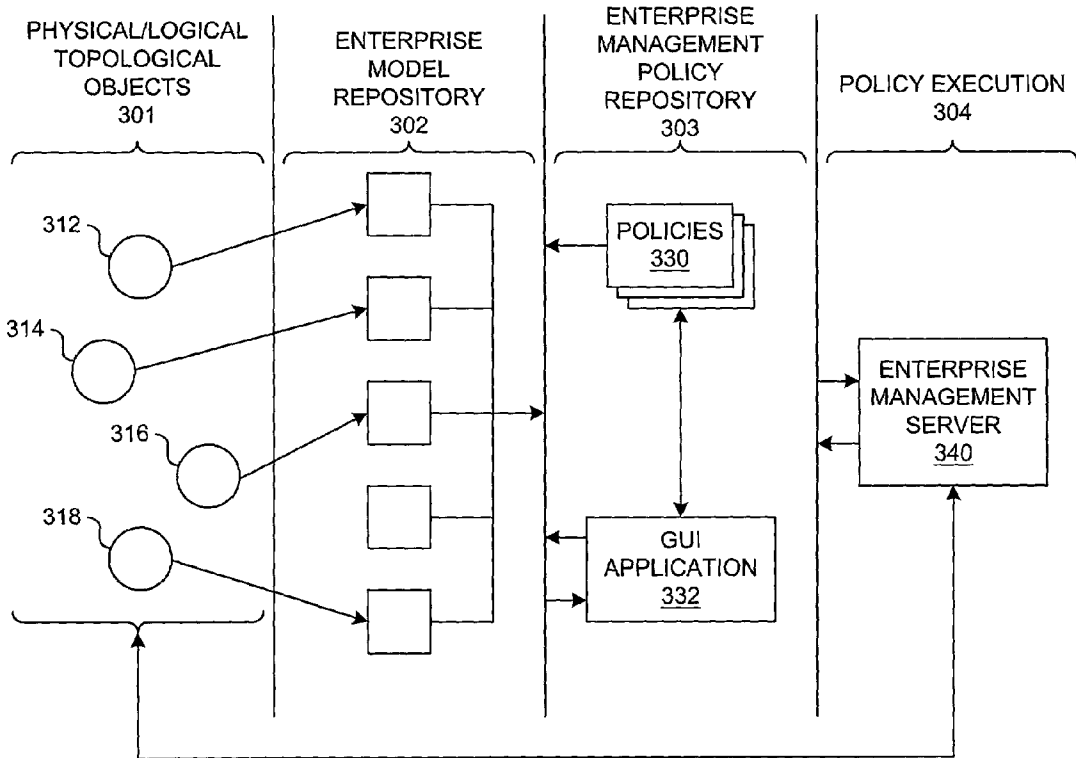 PHYSICAL/LOGICAL
TOPOLOGICAL
OBJECTS
301
ENTERPRISE
MODEL
REPOSITORY
302
ENTERPRISE
MANAGEMENT
POLICY
REPOSITORY
303
POLICY EXECUTION
304
312
314
316
318
POLICIES
330
GUI
APPLICATION
332
ENTERPRISE
MANAGEMENT
SERVER
340